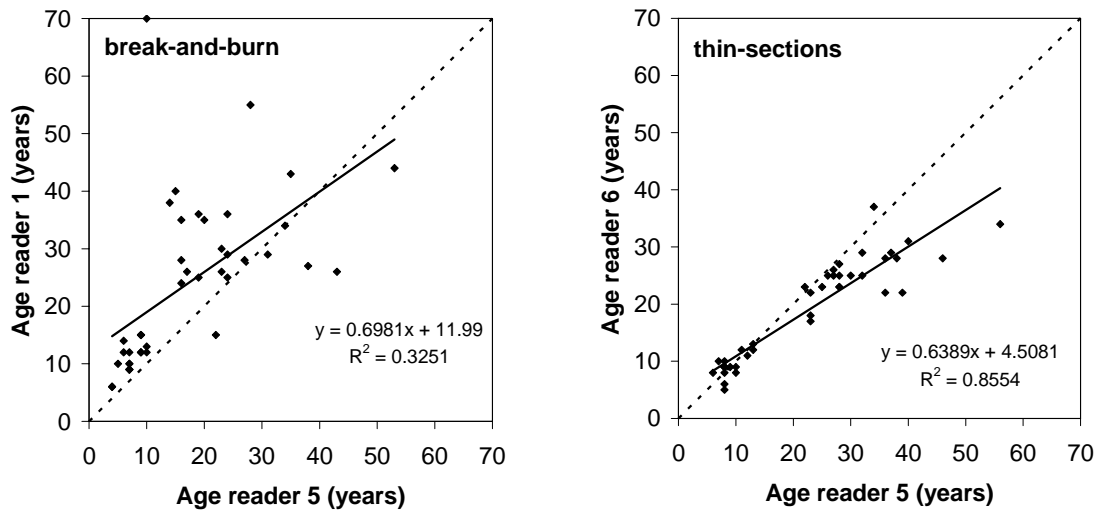 break-and-burn
70
60
50
40
30
20
10
0
Age reader 1 (years)
y = 0.6981x + 11.99
R² = 0.3251
0 10 20 30 40 50 60 70
Age reader 5 (years)
thin-sections
70
60
50
40
30
20
10
0
Age reader 6 (years)
y = 0.6389x + 4.5081
R² = 0.8554
0 10 20 30 40 50 60 70
Age reader 5 (years)